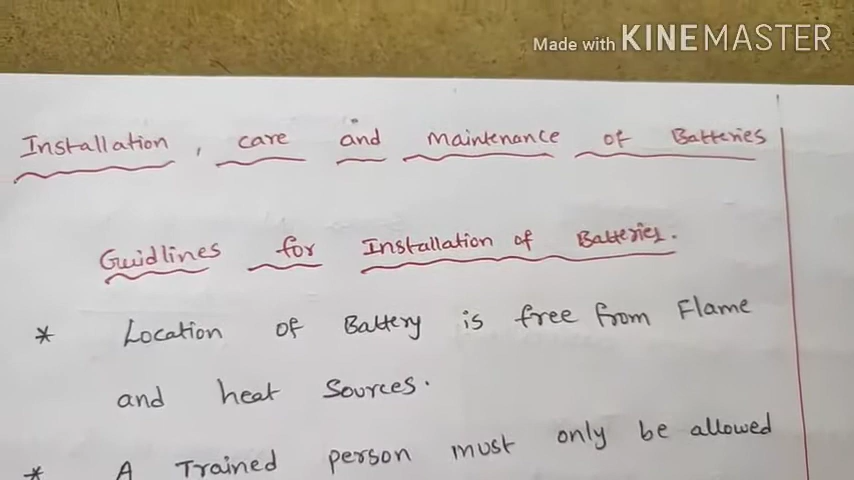 Made with KINEMASTER
Installation, care and maintenance of Batteries
Guidlines for Installation of Batteries.
* Location of Battery is free from Flame
and heat Sources.
* A Trained person must only be allowed